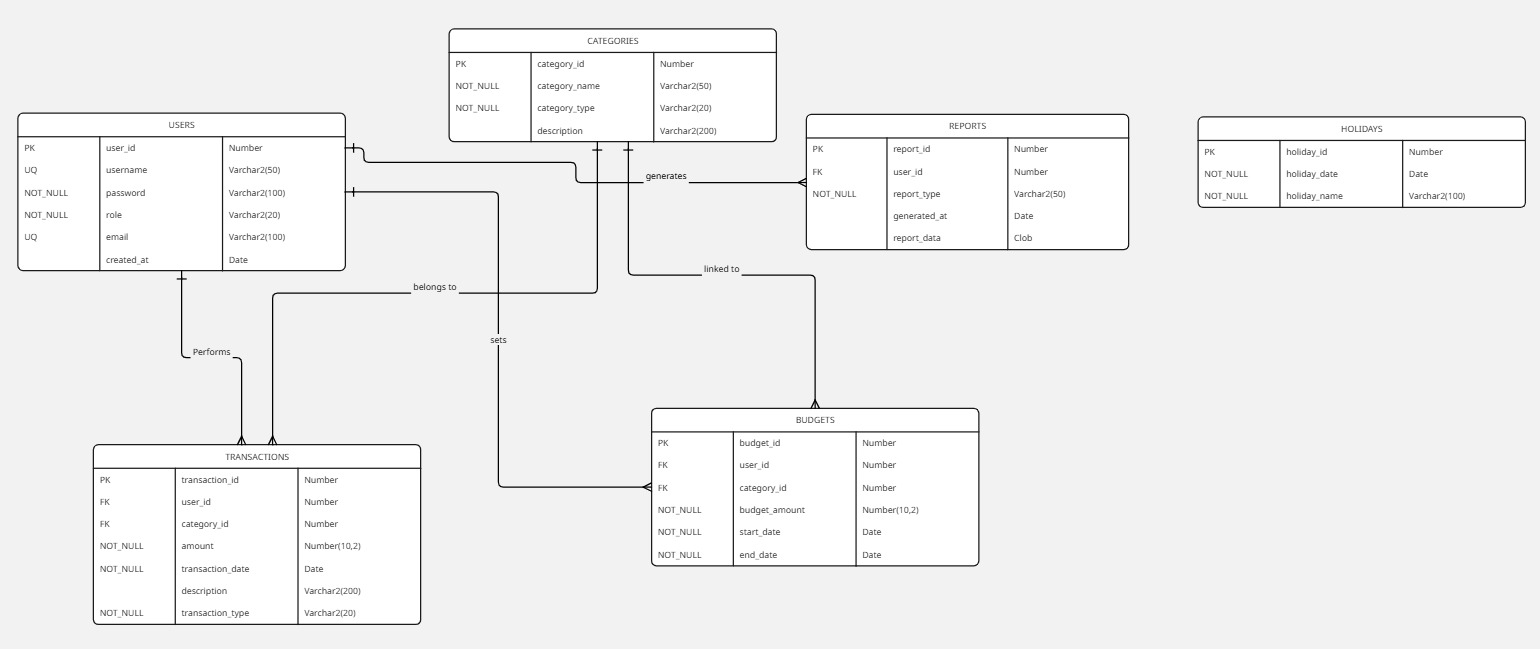 CATEGORIES
PK category_id Number
NOT_NULL category_name Varchar2(50)
NOT_NULL category_type Varchar2(20)
description Varchar2(200)
USERS
PK user_id Number
UQ username Varchar2(50)
NOT_NULL password Varchar2(100)
NOT_NULL role Varchar2(20)
UQ email Varchar2(100)
created_at Date
REPORTS
PK report_id Number
FK user_id Number
NOT_NULL report_type Varchar2(50)
generated_at Date
report_data Clob
HOLIDAYS
PK holiday_id Number
NOT_NULL holiday_date Date
NOT_NULL holiday_name Varchar2(100)
generates
linked to
belongs to
sets
Performs
BUDGETS
PK budget_id Number
FK user_id Number
FK category_id Number
NOT_NULL budget_amount Number(10,2)
NOT_NULL start_date Date
NOT_NULL end_date Date
TRANSACTIONS
PK transaction_id Number
FK user_id Number
FK category_id Number
NOT_NULL amount Number(10,2)
NOT_NULL transaction_date Date
description Varchar2(200)
NOT_NULL transaction_type Varchar2(20)